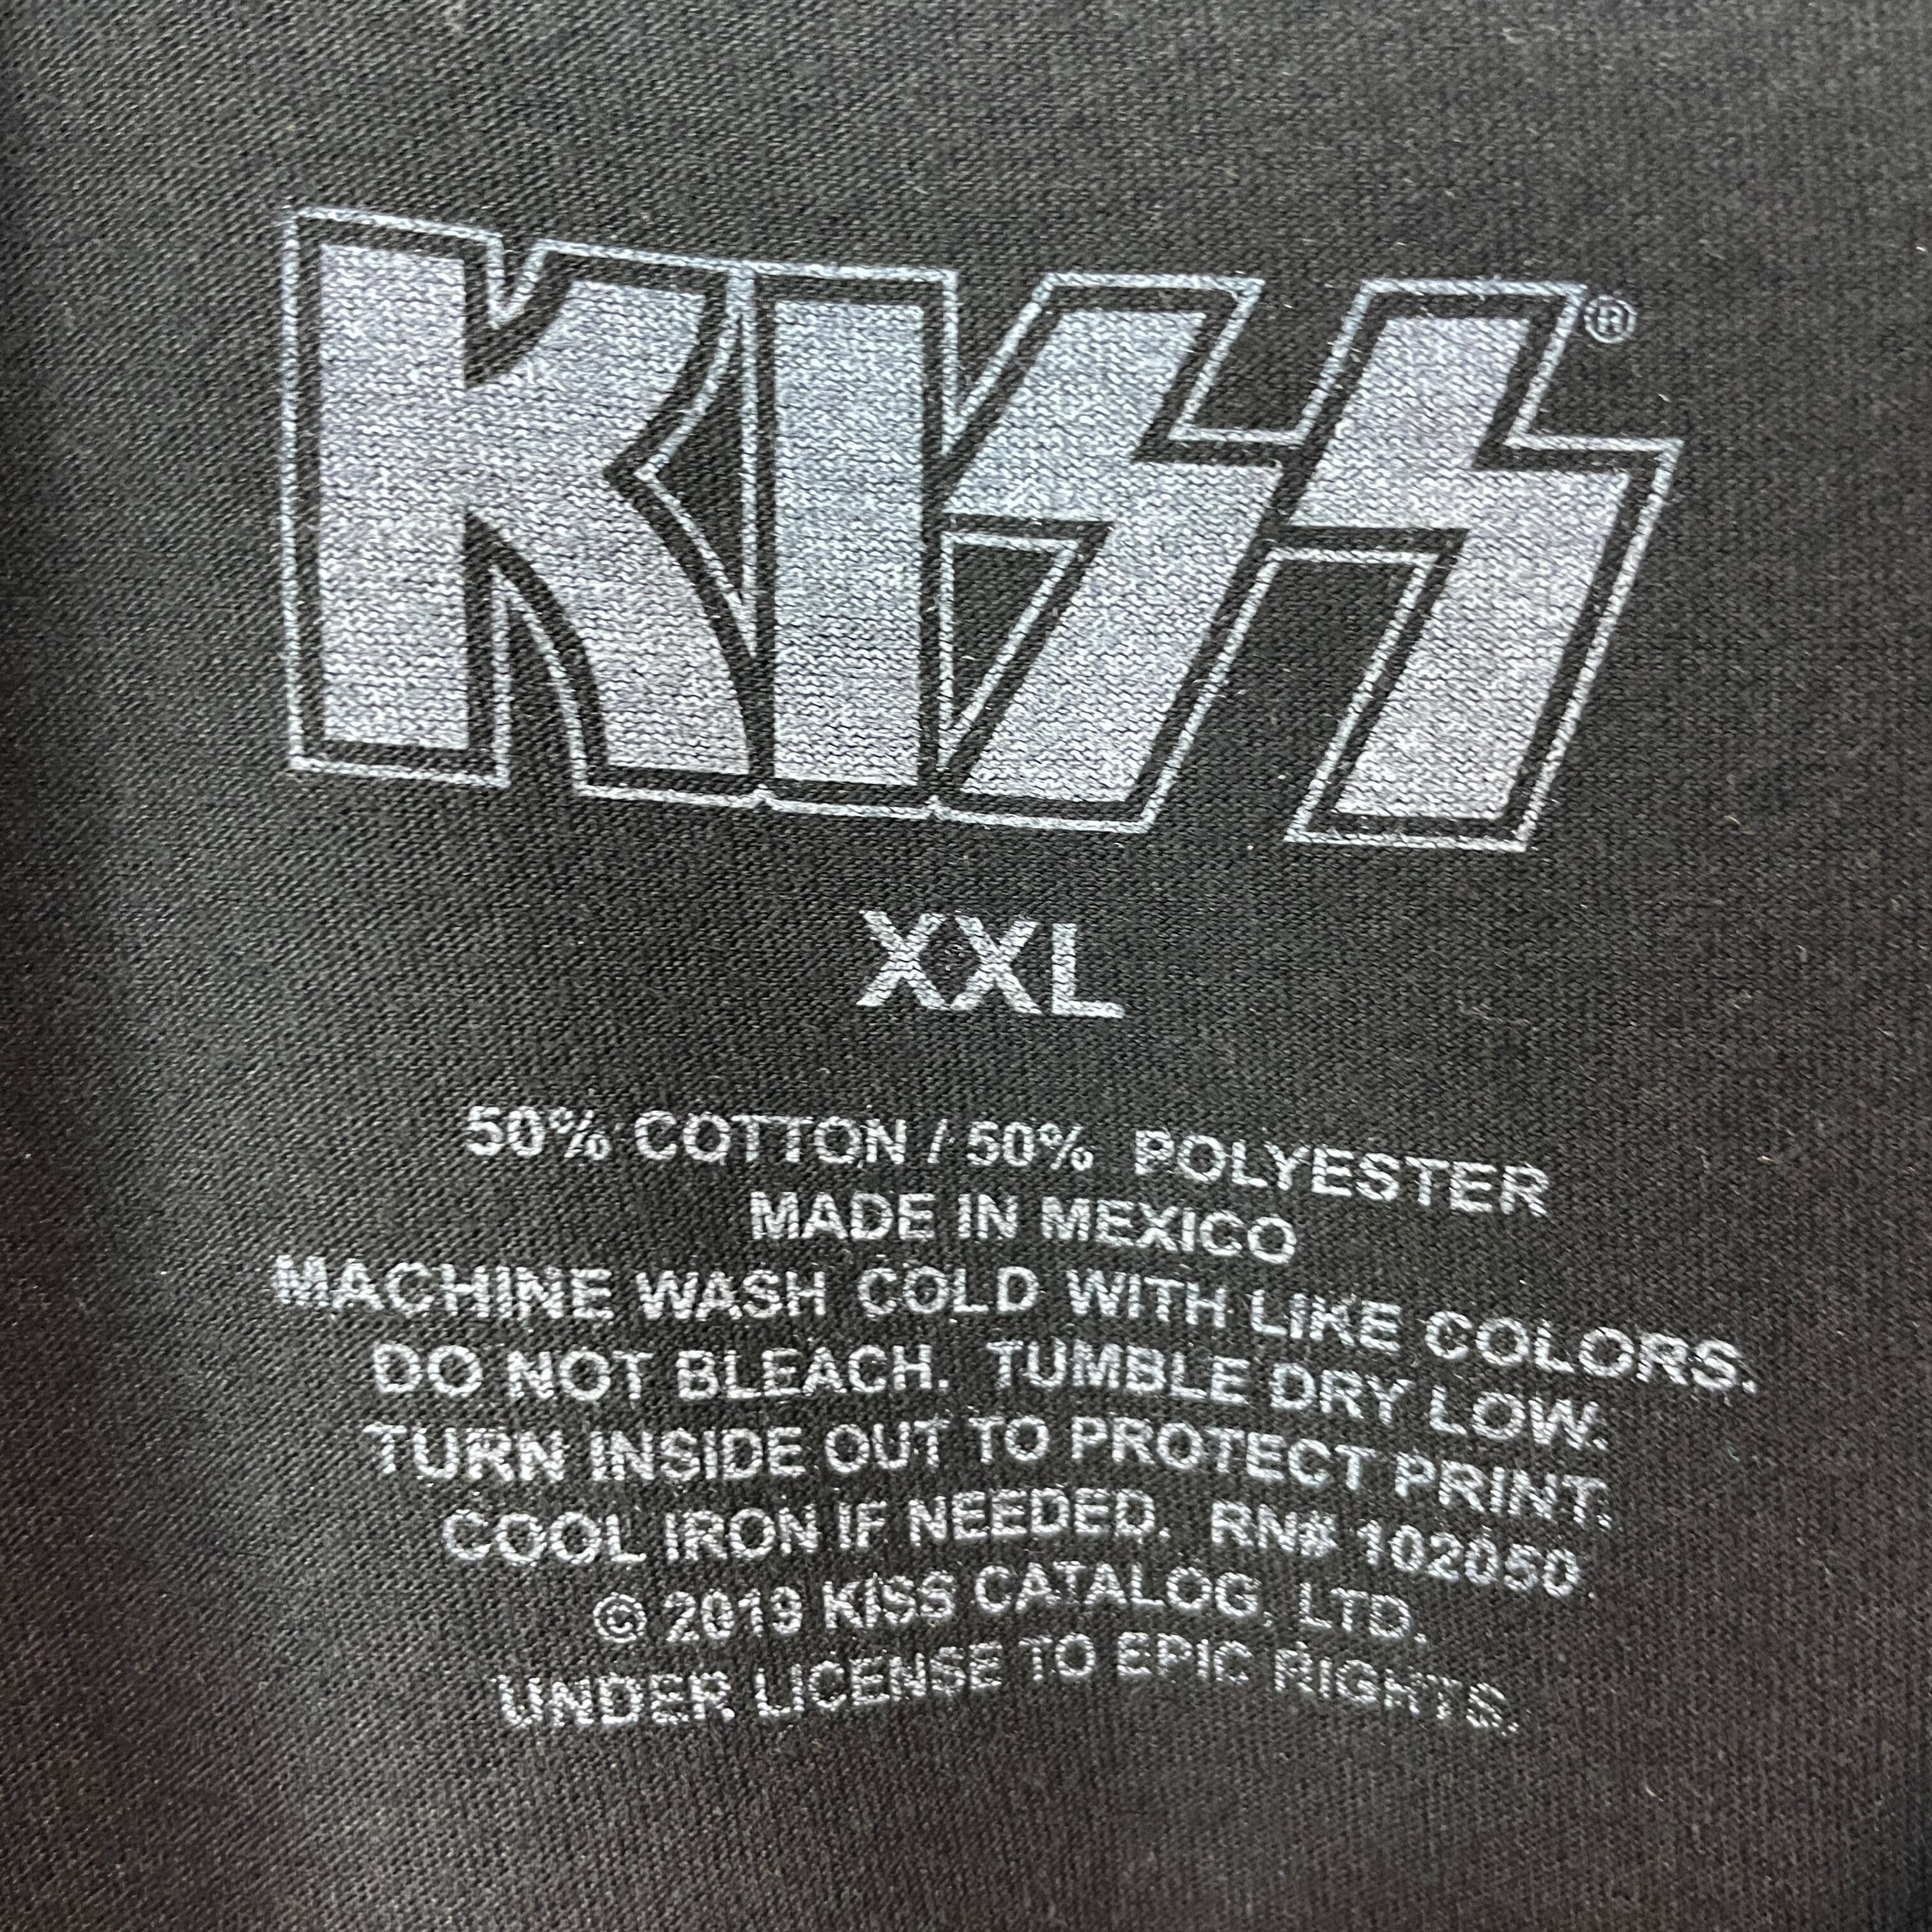 KISS®
XXL
50% COTTON / 50% POLYESTER
MADE IN MEXICO
MACHINE WASH COLD WITH LIKE COLORS.
DO NOT BLEACH. TUMBLE DRY LOW.
TURN INSIDE OUT TO PROTECT PRINT.
COOL IRON IF NEEDED. RN# 102050.
© 2019 KISS CATALOG, LTD.
UNDER LICENSE TO EPIC RIGHTS.